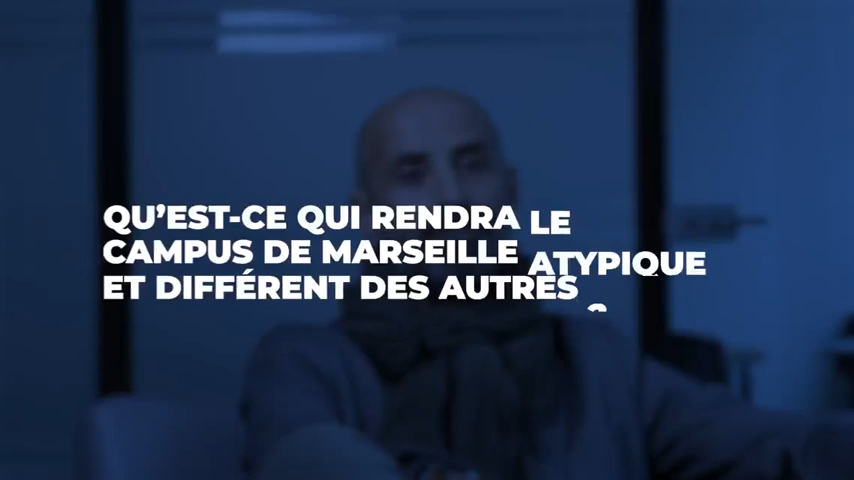 QU'EST-CE QUI RENDRA LE
CAMPUS DE MARSEILLE ATYPIQUE
ET DIFFÉRENT DES AUTRES ?